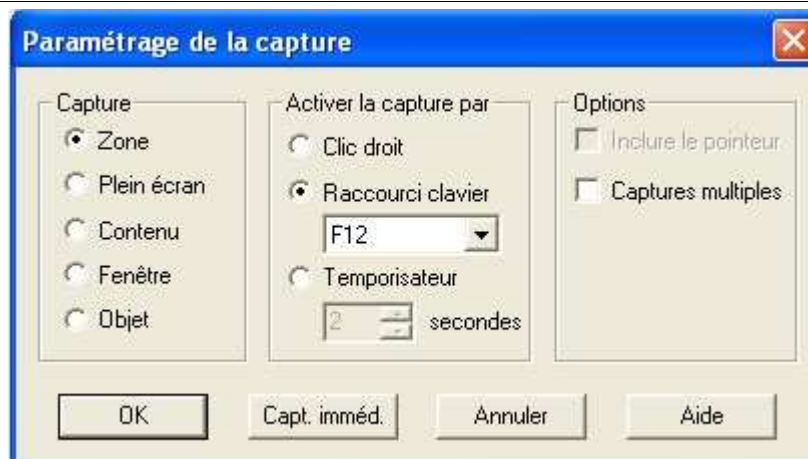 Paramétrage de la capture
Capture
Zone
Plein écran
Contenu
Fenêtre
Objet
Activer la capture par
Clic droit
Raccourci clavier
F12
Temporisateur
2 secondes
Options
Inclure le pointeur
Captures multiples
OK
Capt. imméd.
Annuler
Aide